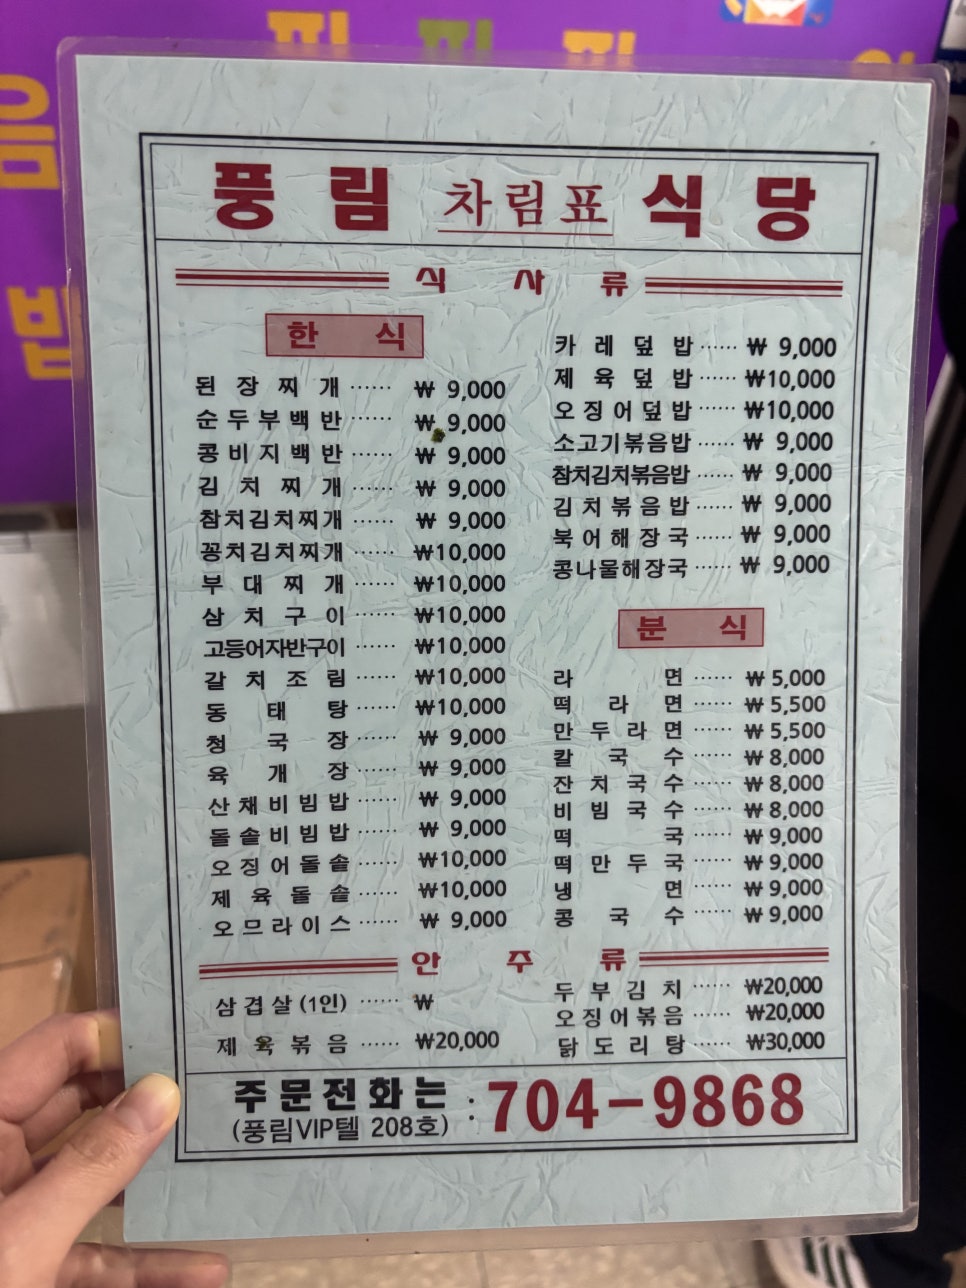 음
밥
풍림 차림표 식당
식사류
한식
된장찌개 ······ ₩ 9,000
순두부백반 ······ ₩ 9,000
콩비지백반 ······ ₩ 9,000
김치찌개 ······ ₩ 9,000
참치김치찌개 ······ ₩ 9,000
꽁치김치찌개 ······ ₩10,000
부대찌개 ······ ₩10,000
삼치구이 ······ ₩10,000
고등어자반구이 ······ ₩10,000
갈치조림 ······ ₩10,000
동태탕 ······ ₩10,000
청국장 ······ ₩ 9,000
육개장 ······ ₩ 9,000
산채비빔밥 ······ ₩ 9,000
돌솥비빔밥 ······ ₩ 9,000
오징어돌솥 ······ ₩10,000
제육돌솥 ······ ₩10,000
오므라이스 ······ ₩ 9,000
카레덮밥 ······ ₩ 9,000
제육덮밥 ······ ₩10,000
오징어덮밥 ······ ₩10,000
소고기볶음밥 ······ ₩ 9,000
참치김치볶음밥 ······ ₩ 9,000
김치볶음밥 ······ ₩ 9,000
북어해장국 ······ ₩ 9,000
콩나물해장국 ······ ₩ 9,000
분식
라면 ······ ₩ 5,000
떡라면 ······ ₩ 5,500
만두라면 ······ ₩ 5,500
칼국수 ······ ₩ 8,000
잔치국수 ······ ₩ 8,000
비빔국수 ······ ₩ 8,000
떡국 ······ ₩ 9,000
떡만두국 ······ ₩ 9,000
냉면 ······ ₩ 9,000
콩국수 ······ ₩ 9,000
안주류
삼겹살 (1인) ······ ₩
제육볶음 ······ ₩20,000
두부김치 ······ ₩20,000
오징어볶음 ······ ₩20,000
닭도리탕 ······ ₩30,000
주문전화는 : 704-9868
(풍림VIP텔 208호)